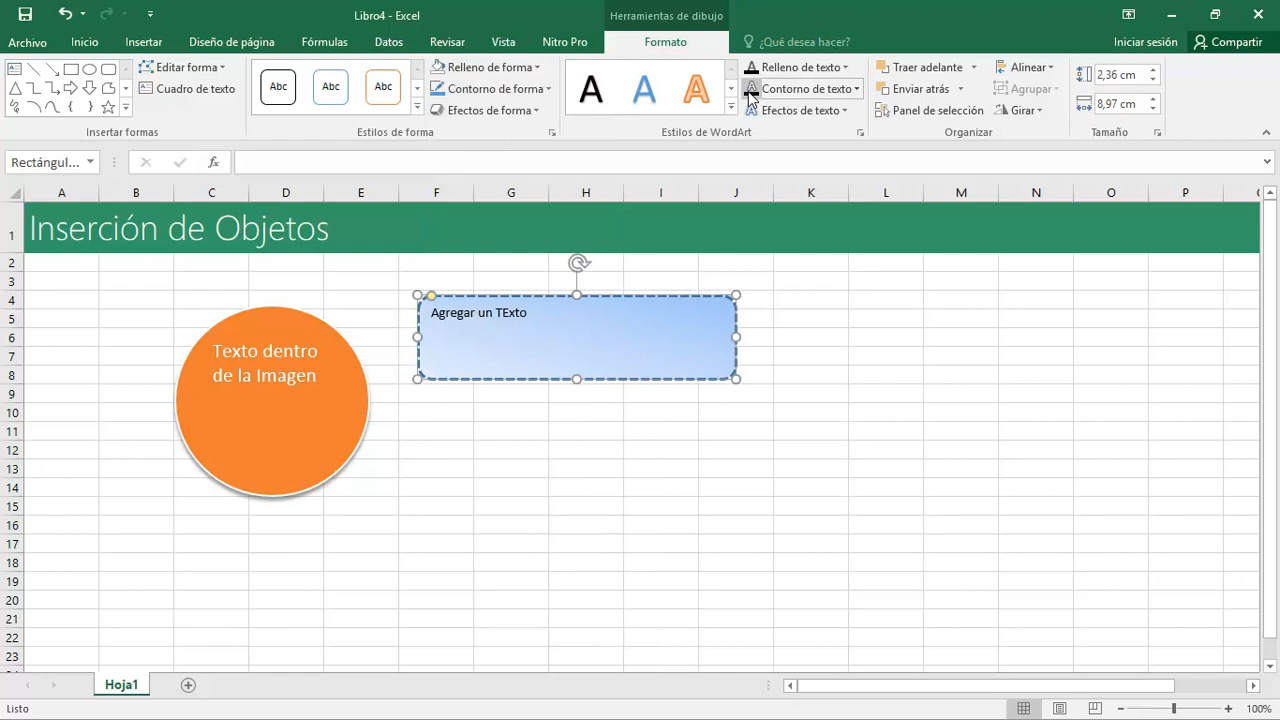 Libro4 - Excel
Herramientas de dibujo
Archivo Inicio Insertar Diseño de página Fórmulas Datos Revisar Vista Nitro Pro Formato ¿Qué desea hacer? Iniciar sesión Compartir
Editar forma
Cuadro de texto
Insertar formas
Abc Abc Abc
Relleno de forma
Contorno de forma
Efectos de forma
Estilos de forma
A A A
Relleno de texto
Contorno de texto
Efectos de texto
Estilos de WordArt
Traer adelante
Enviar atrás
Panel de selección
Alinear
Agrupar
Girar
Organizar
2,36 cm
8,97 cm
Tamaño
Rectángul... fx
A B C D E F G H I J K L M N O P
1 Inserción de Objetos
2
3
4
5
6
7
8
9
10
11
12
13
14
15
16
17
18
19
20
21
22
23
Agregar un TExto
Texto dentro
de la Imagen
Hoja1
Listo
100%